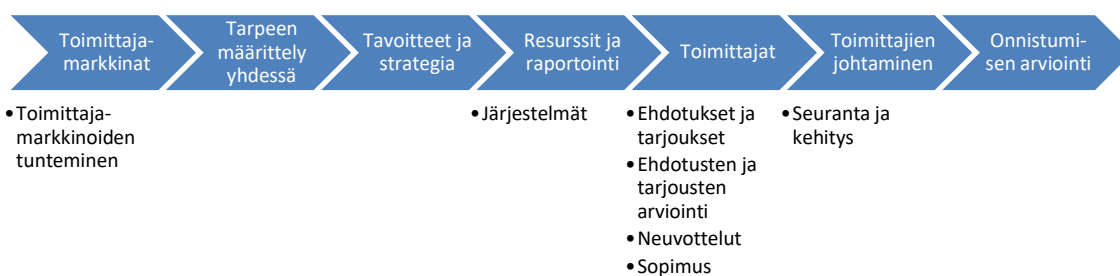 Toimittaja-
markkinat
Tarpeen
määrittely
yhdessä
Tavoitteet ja
strategia
Resurssit ja
raportointi
Toimittajat
Toimittajien
johtaminen
Onnistumi-
sen arviointi
•Toimittaja-
markkinoiden
tunteminen
•Järjestelmät
•Ehdotukset ja
tarjoukset
•Ehdotusten ja
tarjousten
arviointi
•Neuvottelut
•Sopimus
•Seuranta ja
kehitys